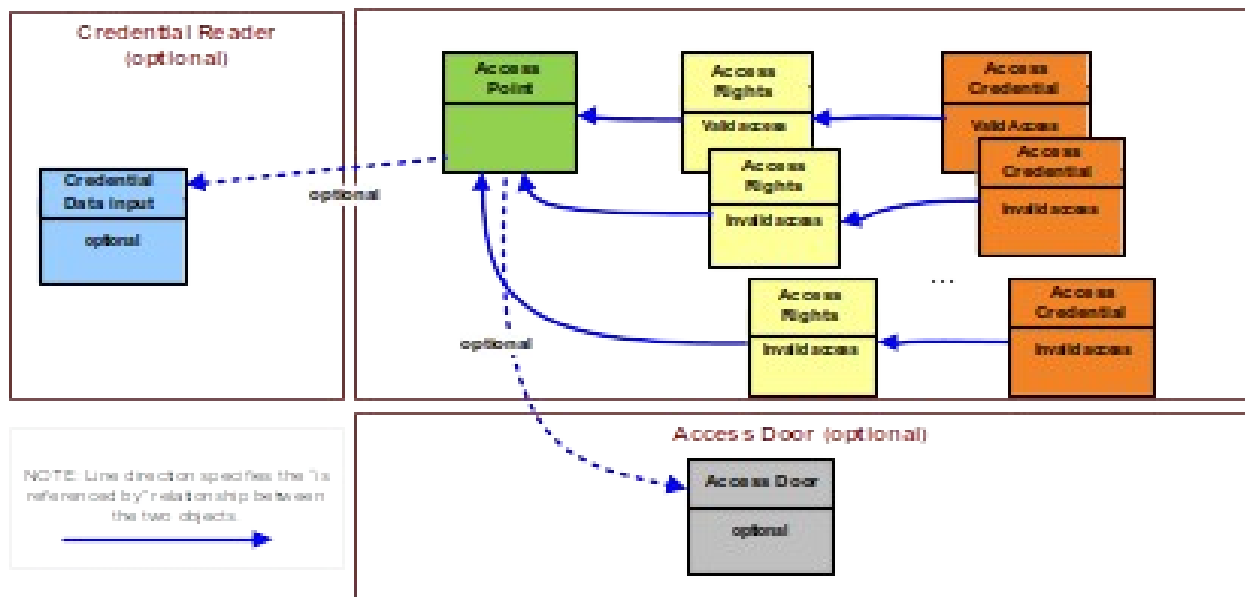 Credential Reader
(optional)
Access
Point
Access
Rights
Valid access
Access
Credential
Valid Access
Access
Rights
Invalid access
Access
Credential
Invalid access
Credential
Data Input
optional
optional
...
Access
Rights
Invalid access
Access
Credential
Invalid access
optional
Access Door (optional)
Access Door
optional
NOTE: Line direction specifies the "is
referenced by" relationship between
the two objects